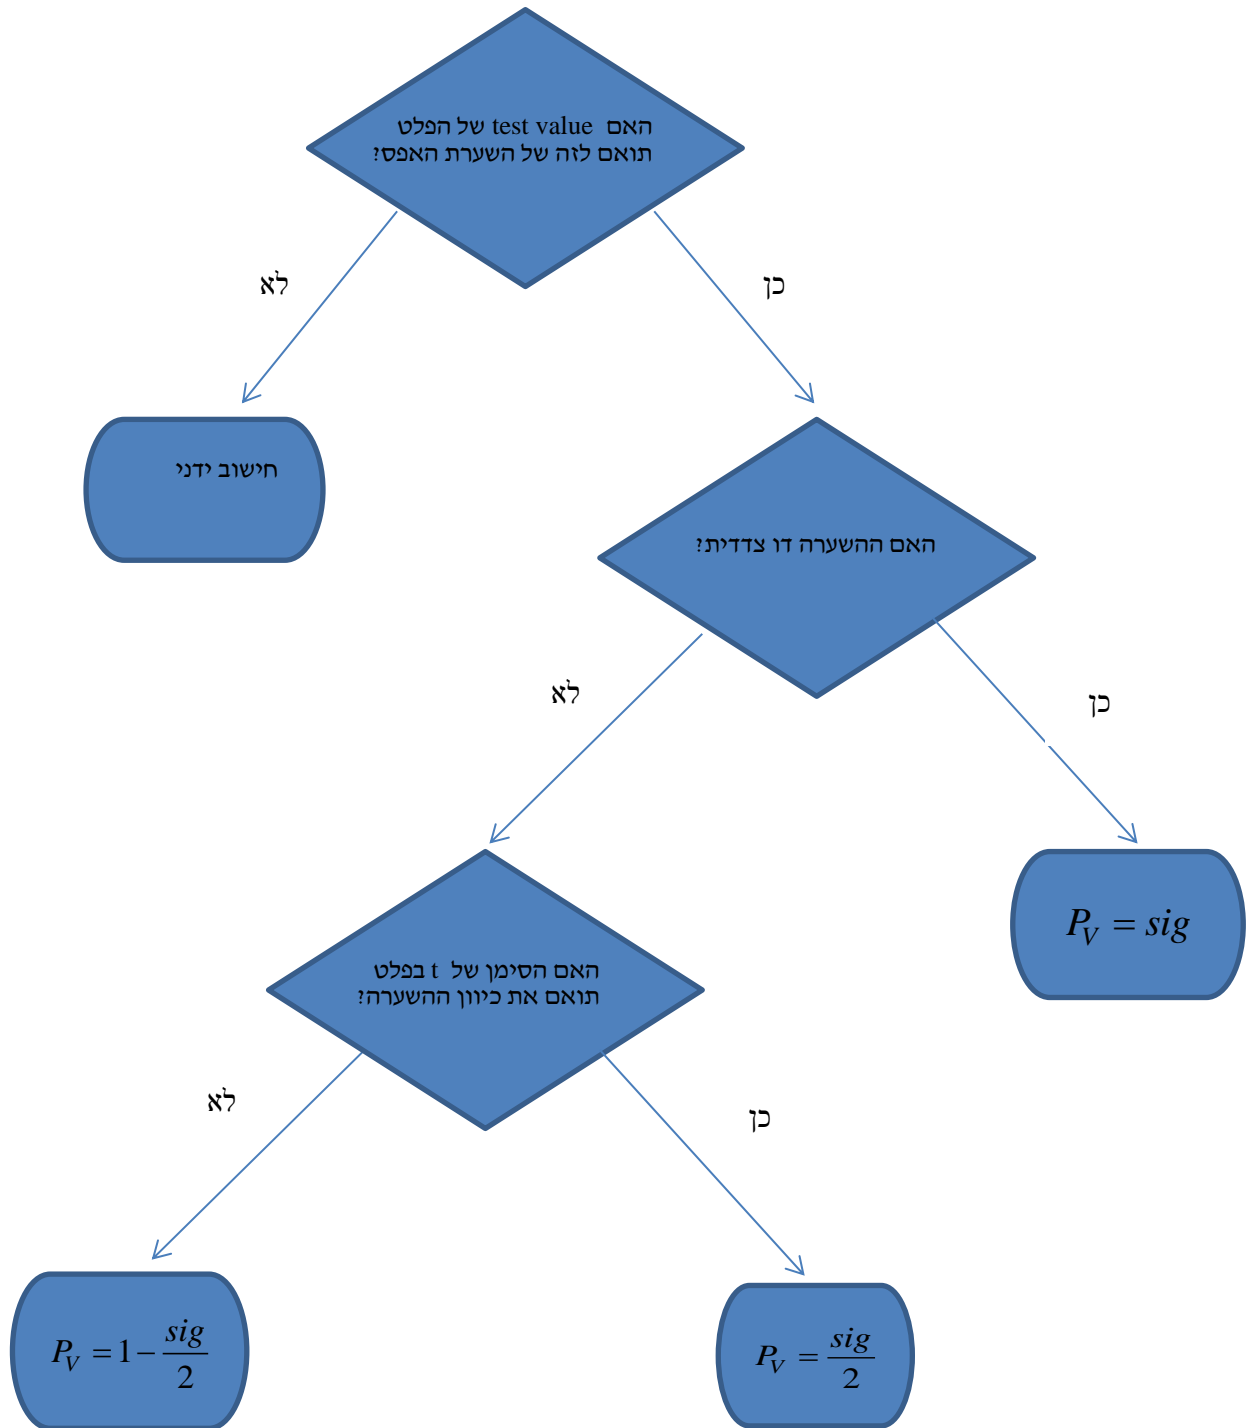 האם test value של הפלט
תואם לזה של השערת האפס?
לא
כן
חישוב ידני
האם ההשערה דו צדדית?
לא
כן
P_V = sig
האם הסימן של t בפלט
תואם את כיוון ההשערה?
לא
כן
P_V = 1 - sig/2
P_V = sig/2